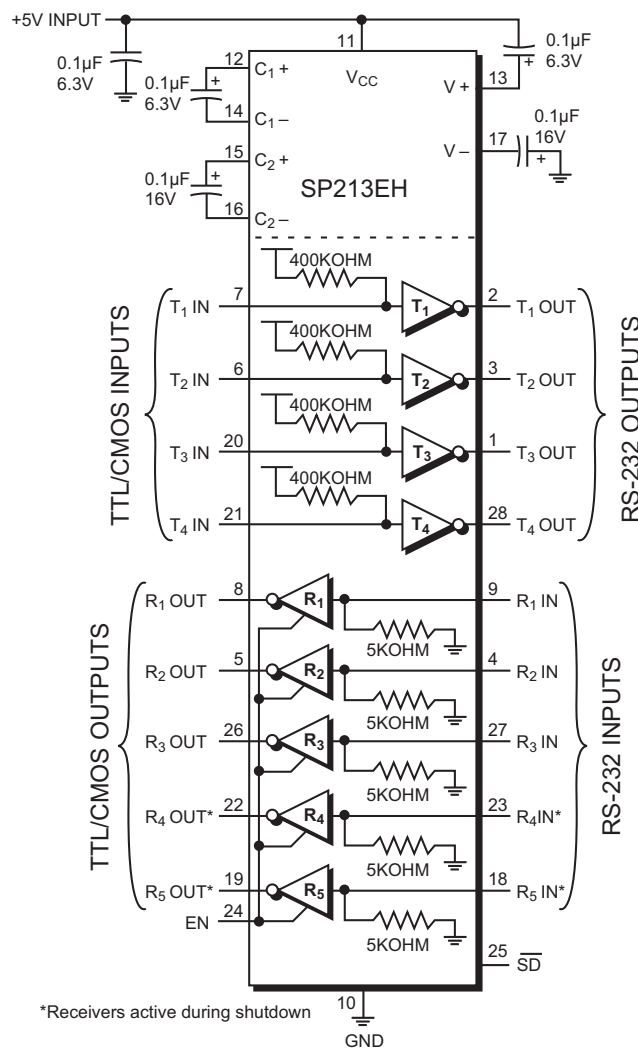 +5V INPUT
0.1µF
6.3V
12
C1+
0.1µF
6.3V
14
C1–
15
C2+
0.1µF
16V
16
C2–
11
VCC
0.1µF
6.3V
13
V+
0.1µF
16V
17
V–
SP213EH
TTL/CMOS INPUTS
RS-232 OUTPUTS
400KOHM
T1 IN 7 T1 2 T1 OUT
400KOHM
T2 IN 6 T2 3 T2 OUT
400KOHM
T3 IN 20 T3 1 T3 OUT
400KOHM
T4 IN 21 T4 28 T4 OUT
TTL/CMOS OUTPUTS
RS-232 INPUTS
R1 OUT 8 R1 9 R1 IN
5KOHM
R2 OUT 5 R2 4 R2 IN
5KOHM
R3 OUT 26 R3 27 R3 IN
5KOHM
R4 OUT* 22 R4 23 R4IN*
5KOHM
R5 OUT* 19 R5 18 R5 IN*
EN 24
5KOHM
25 SD
*Receivers active during shutdown
10
GND